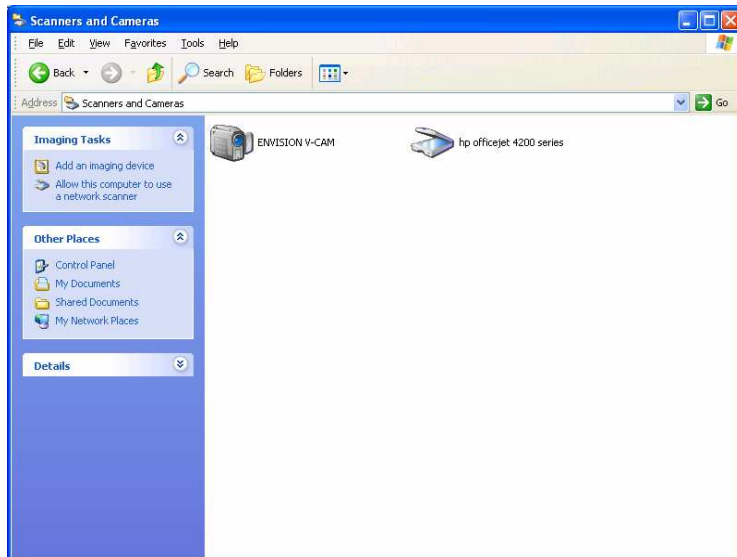 Scanners and Cameras
File Edit View Favorites Tools Help
Back Search Folders
Address Scanners and Cameras Go
Imaging Tasks
Add an imaging device
Allow this computer to use
a network scanner
Other Places
Control Panel
My Documents
Shared Documents
My Network Places
Details
ENVISION V-CAM
hp officejet 4200 series